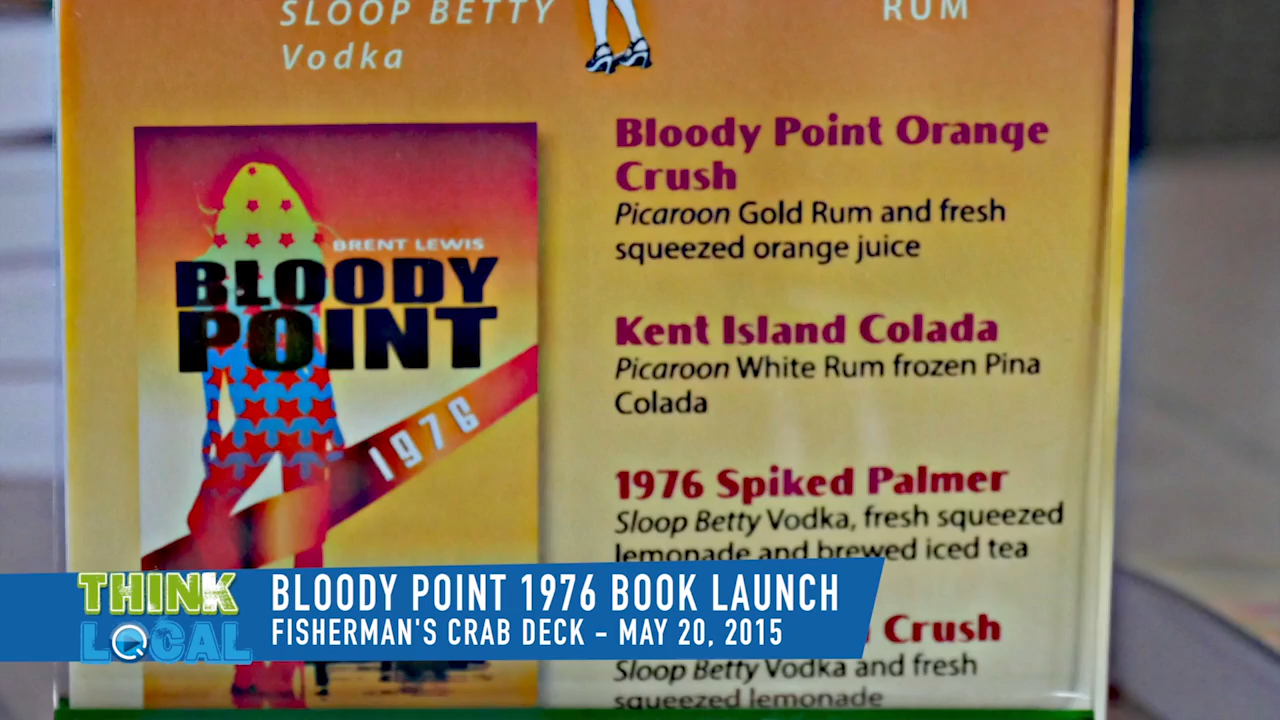 SLOOP BETTY
Vodka
RUM
BRENT LEWIS
BLOODY
POINT
1976
Bloody Point Orange
Crush
Picaroon Gold Rum and fresh
squeezed orange juice
Kent Island Colada
Picaroon White Rum frozen Pina
Colada
1976 Spiked Palmer
Sloop Betty Vodka, fresh squeezed
lemonade and brewed iced tea
Crush
Sloop Betty Vodka and fresh
squeezed lemonade
THINK
LOCAL
BLOODY POINT 1976 BOOK LAUNCH
FISHERMAN'S CRAB DECK – MAY 20, 2015